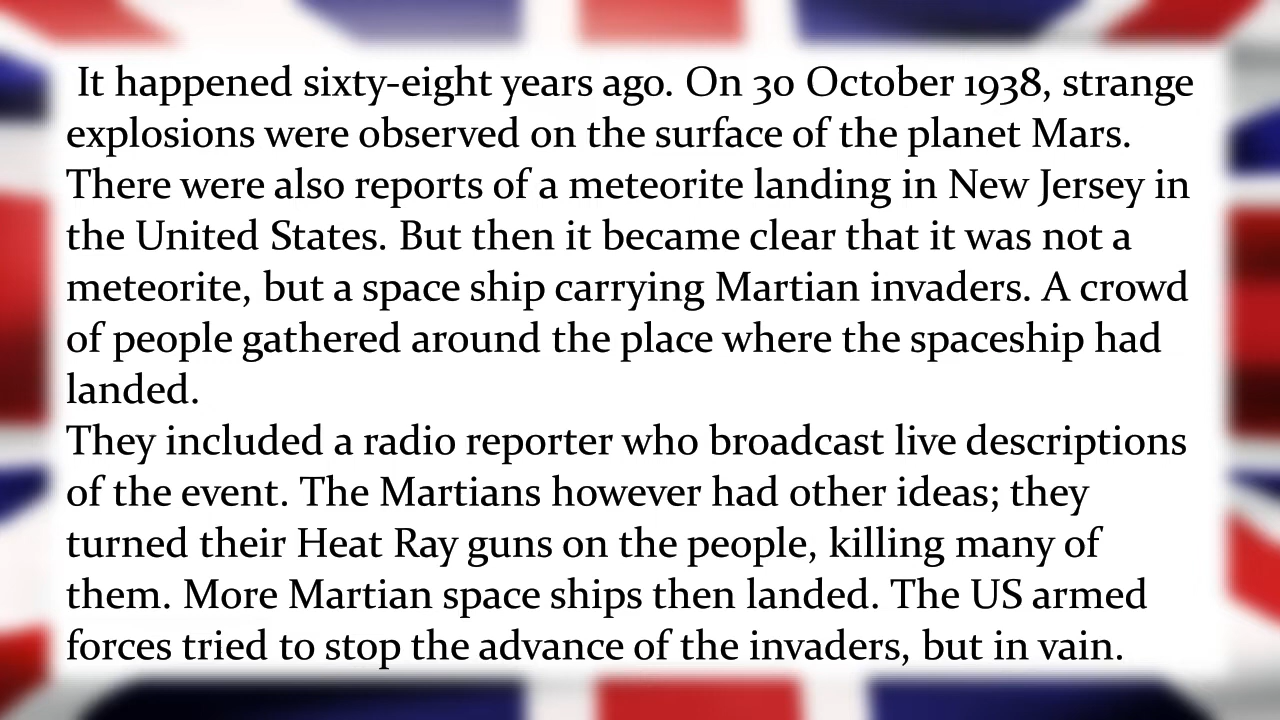 It happened sixty-eight years ago. On 30 October 1938, strange
explosions were observed on the surface of the planet Mars.
There were also reports of a meteorite landing in New Jersey in
the United States. But then it became clear that it was not a
meteorite, but a space ship carrying Martian invaders. A crowd
of people gathered around the place where the spaceship had
landed.
They included a radio reporter who broadcast live descriptions
of the event. The Martians however had other ideas; they
turned their Heat Ray guns on the people, killing many of
them. More Martian space ships then landed. The US armed
forces tried to stop the advance of the invaders, but in vain.